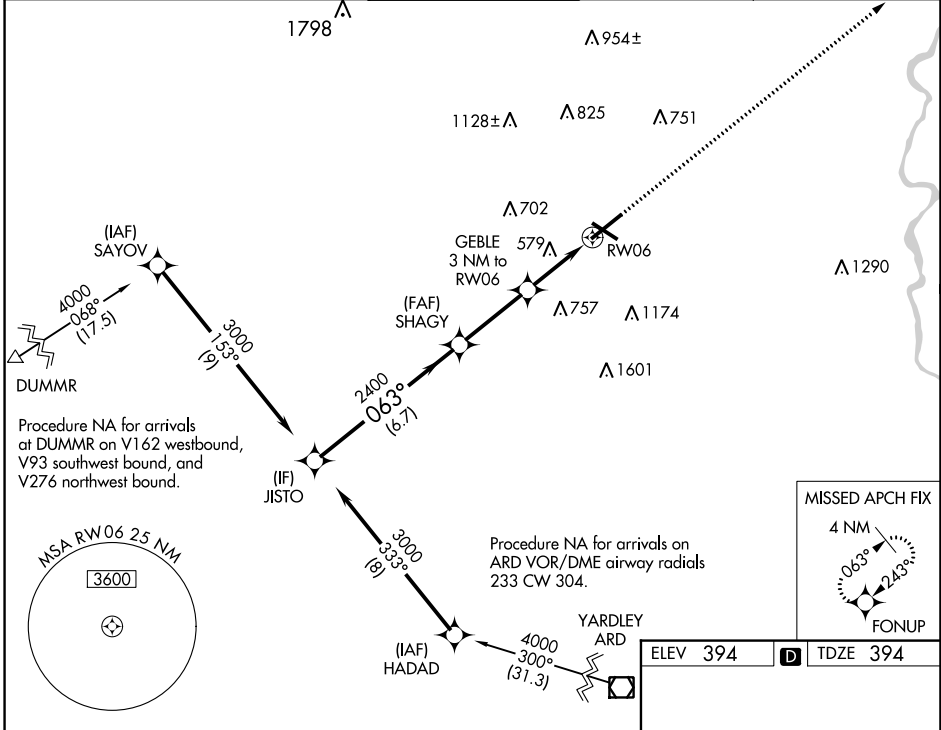 1798
954±
1128±
825
751
702
(IAF)
SAYOV
GEBLE
3 NM to
RW06
579
RW06
1290
4000
068°
(17.5)
(FAF)
SHAGY
757
1174
3000
153°
(9)
1601
DUMMR
2400
063°
(6.7)
Procedure NA for arrivals
at DUMMR on V162 westbound,
V93 southwest bound, and
V276 northwest bound.
(IF)
JISTO
MISSED APCH FIX
4 NM
063°
243°
FONUP
MSA RW06 25 NM
3600
3000
333°
(8)
Procedure NA for arrivals on
ARD VOR/DME airway radials
233 CW 304.
(IAF)
HADAD
4000
300°
(31.3)
YARDLEY
ARD
ELEV 394 D TDZE 394